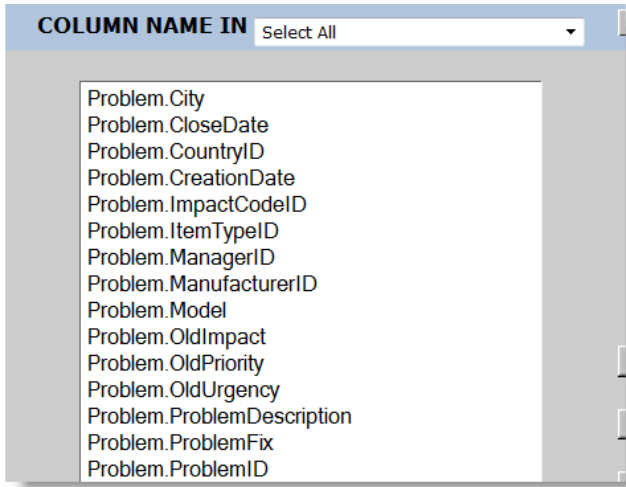 COLUMN NAME IN Select All
Problem.City
Problem.CloseDate
Problem.CountryID
Problem.CreationDate
Problem.ImpactCodeID
Problem.ItemTypeID
Problem.ManagerID
Problem.ManufacturerID
Problem.Model
Problem.OldImpact
Problem.OldPriority
Problem.OldUrgency
Problem.ProblemDescription
Problem.ProblemFix
Problem.ProblemID